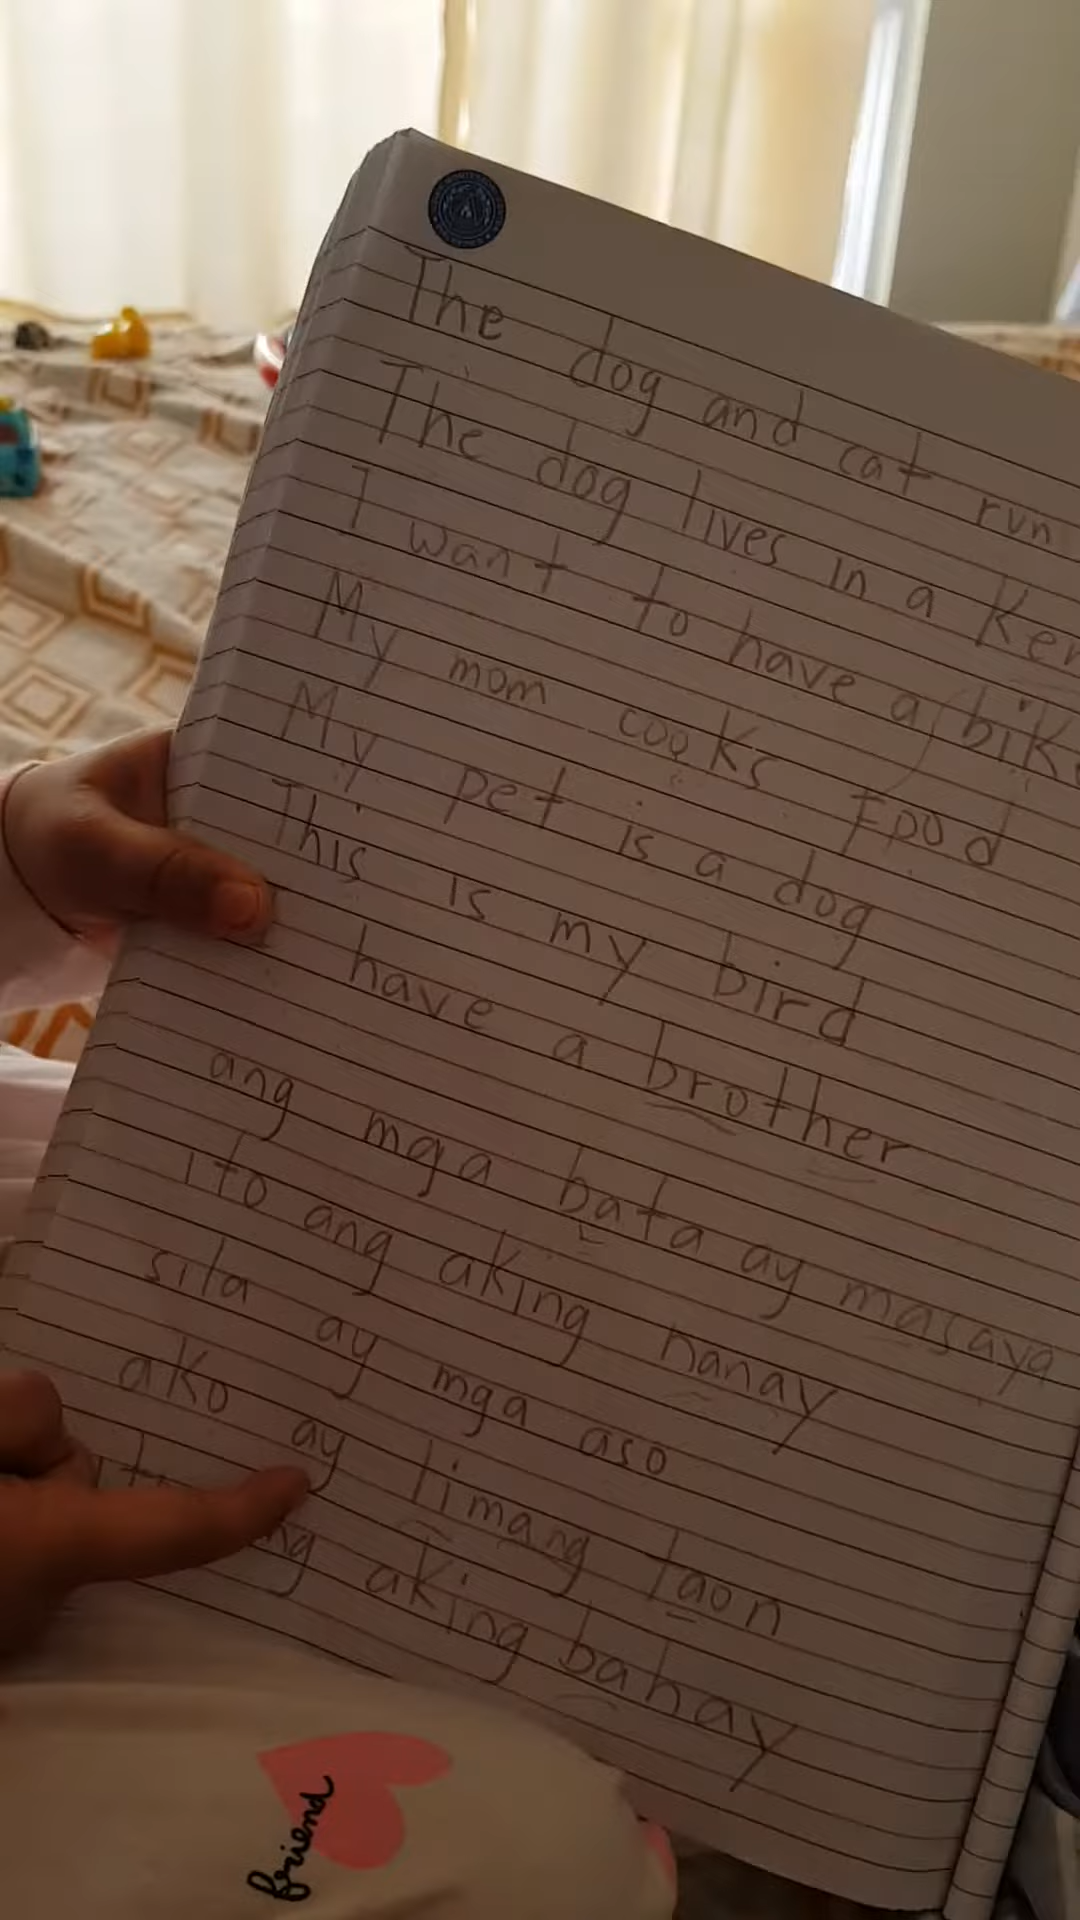 The dog and cat run
The dog lives in a
I want to have a
My mom cooks food
My pet is a dog
This is my bird
have a brother
ang mga bata ay masaya
ito ang aking nanay
sila ay mga aso
ako ay limang taon
aking bahay
friend